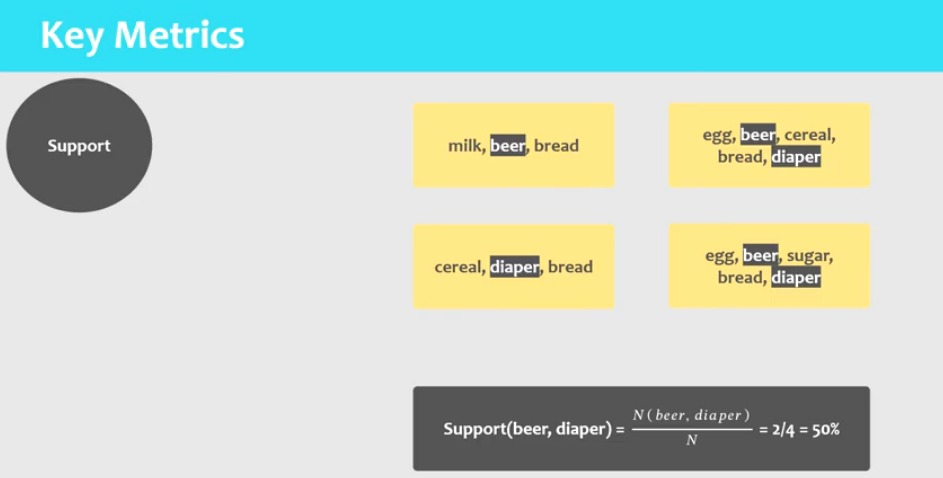 Key Metrics
Support
milk, beer, bread
egg, beer, cereal,
bread, diaper
cereal, diaper, bread
egg, beer, sugar,
bread, diaper
Support(beer, diaper) = N(beer, diaper) / N = 2/4 = 50%